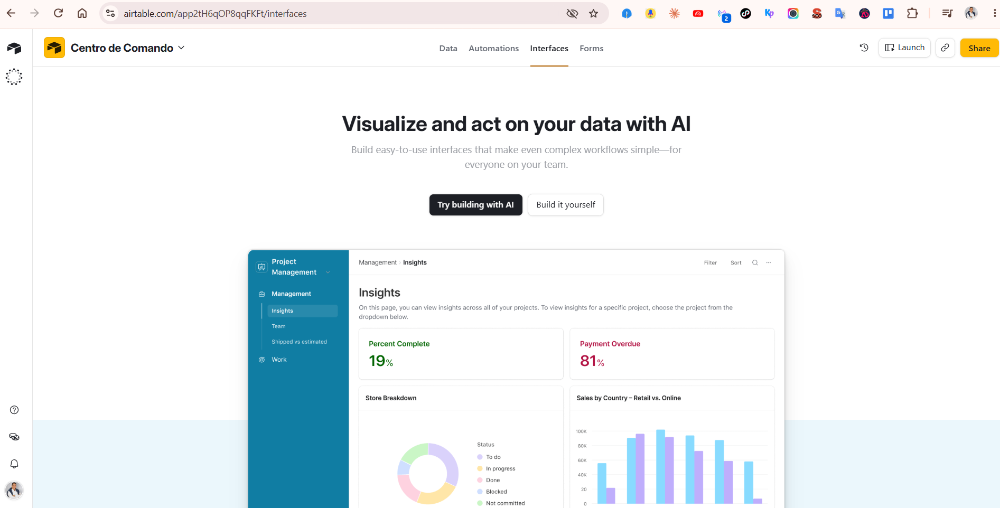 airtable.com/app2tH6qOP8qqFKFt/interfaces
2
Kp
SEO
G
Centro de Comando
Data
Automations
Interfaces
Forms
Launch
Share
Visualize and act on your data with AI
Build easy-to-use interfaces that make even complex workflows simple—for
everyone on your team.
Try building with AI
Build it yourself
Project
Management
Management
Insights
Team
Shipped vs estimated
Work
Management › Insights
Filter
Sort
Insights
On this page, you can view insights across all of your projects. To view insights for a specific project, choose the project from the
dropdown below.
Percent Complete
19%
Payment Overdue
81%
Store Breakdown
Status
To do
In progress
Done
Blocked
Not committed
Sales by Country – Retail vs. Online
100K
80K
60K
40K
20
0